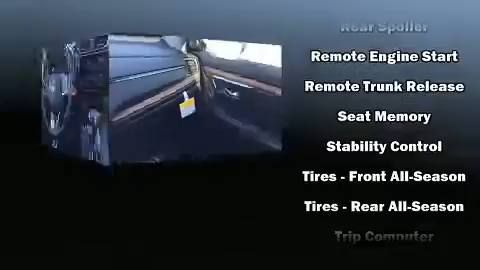 Rear Spoiler
Remote Engine Start
Remote Trunk Release
Seat Memory
Stability Control
Tires - Front All-Season
Tires - Rear All-Season
Trip Computer